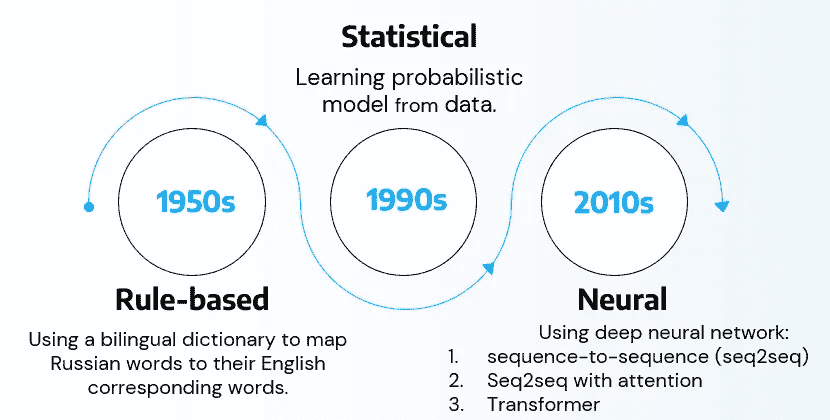 Statistical
Learning probabilistic
model from data.
1950s
1990s
2010s
Rule-based
Using a bilingual dictionary to map
Russian words to their English
corresponding words.
Neural
Using deep neural network:
1. sequence-to-sequence (seq2seq)
2. Seq2seq with attention
3. Transformer